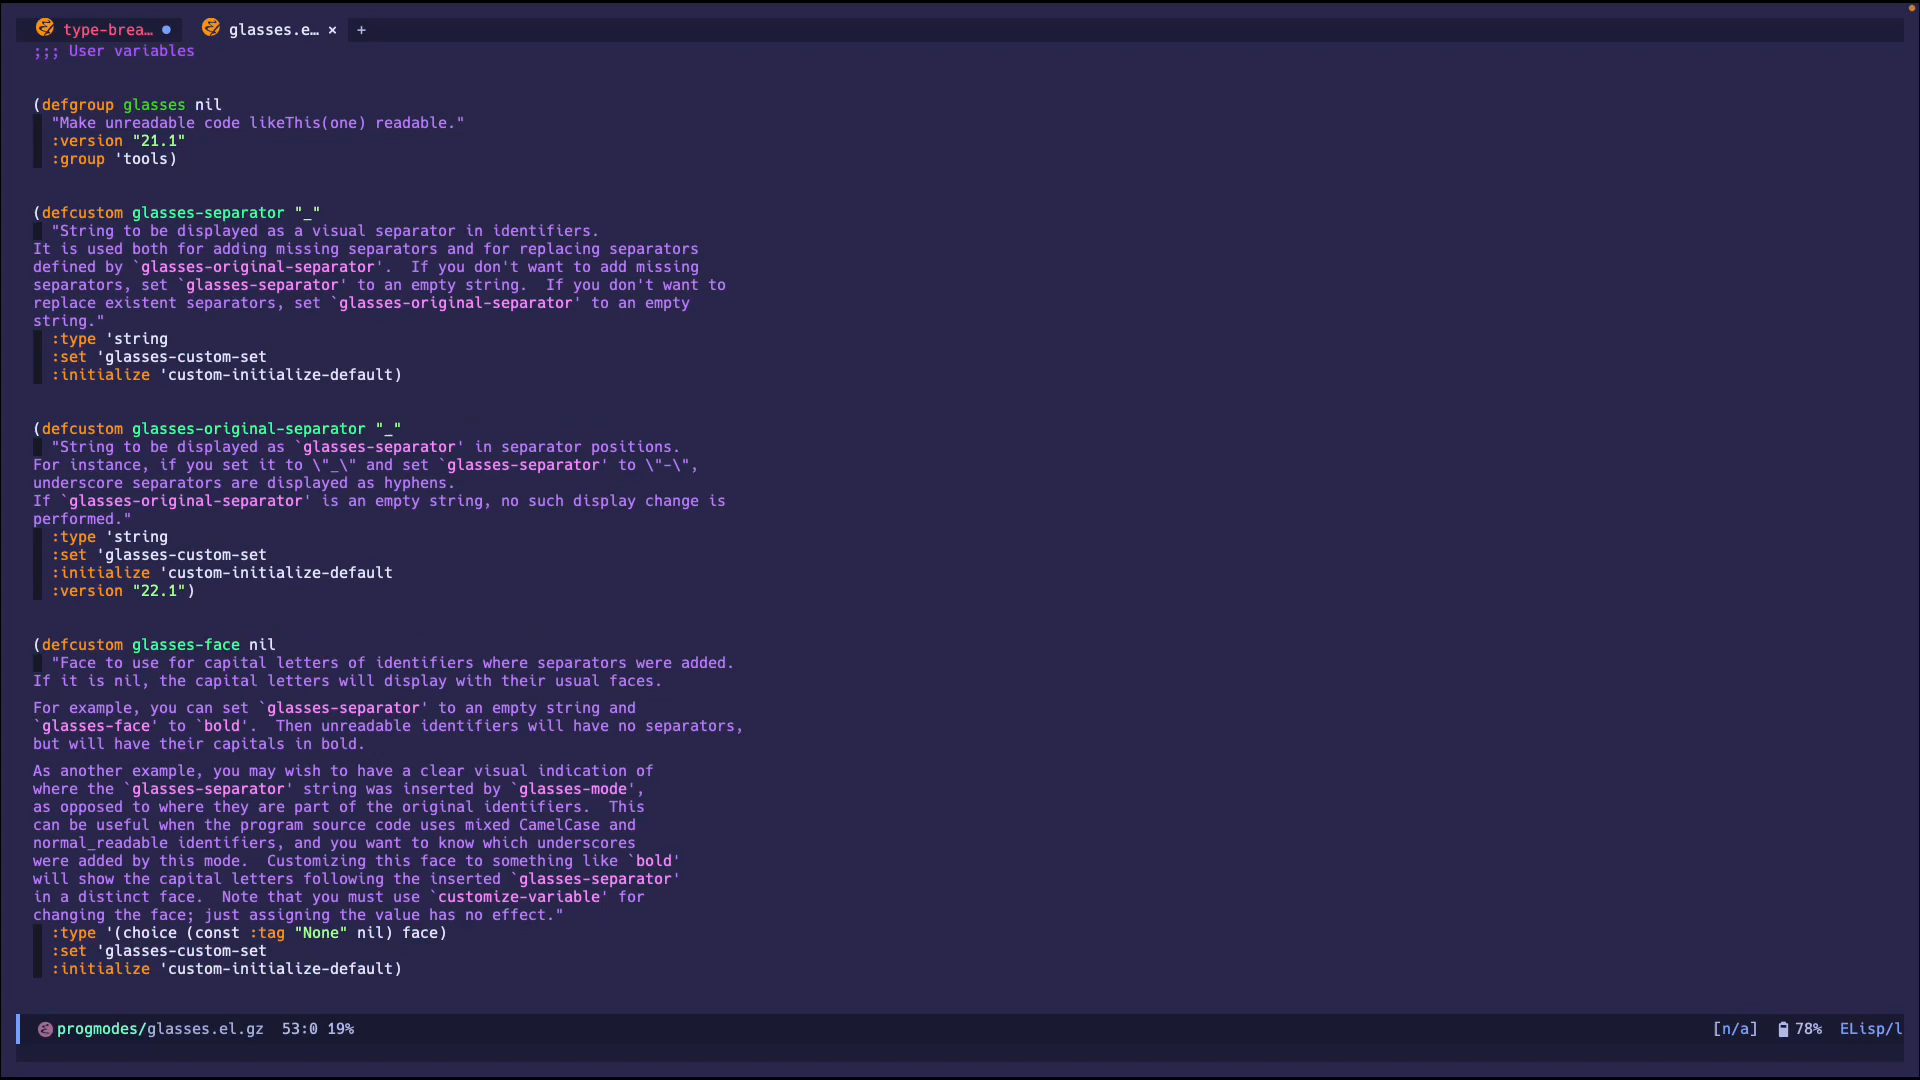 type-brea… glasses.e… × +
;;; User variables
(defgroup glasses nil
"Make unreadable code likeThis(one) readable."
:version "21.1"
:group 'tools)
(defcustom glasses-separator "_"
"String to be displayed as a visual separator in identifiers.
It is used both for adding missing separators and for replacing separators
defined by `glasses-original-separator'.  If you don't want to add missing
separators, set `glasses-separator' to an empty string.  If you don't want to
replace existent separators, set `glasses-original-separator' to an empty
string."
:type 'string
:set 'glasses-custom-set
:initialize 'custom-initialize-default)
(defcustom glasses-original-separator "_"
"String to be displayed as `glasses-separator' in separator positions.
For instance, if you set it to \"_\" and set `glasses-separator' to \"-\",
underscore separators are displayed as hyphens.
If `glasses-original-separator' is an empty string, no such display change is
performed."
:type 'string
:set 'glasses-custom-set
:initialize 'custom-initialize-default
:version "22.1")
(defcustom glasses-face nil
"Face to use for capital letters of identifiers where separators were added.
If it is nil, the capital letters will display with their usual faces.
For example, you can set `glasses-separator' to an empty string and
`glasses-face' to `bold'.  Then unreadable identifiers will have no separators,
but will have their capitals in bold.
As another example, you may wish to have a clear visual indication of
where the `glasses-separator' string was inserted by `glasses-mode',
as opposed to where they are part of the original identifiers.  This
can be useful when the program source code uses mixed CamelCase and
normal_readable identifiers, and you want to know which underscores
were added by this mode.  Customizing this face to something like `bold'
will show the capital letters following the inserted `glasses-separator'
in a distinct face.  Note that you must use `customize-variable' for
changing the face; just assigning the value has no effect."
:type '(choice (const :tag "None" nil) face)
:set 'glasses-custom-set
:initialize 'custom-initialize-default)
progmodes/glasses.el.gz 53:0 19% [n/a] 78% ELisp/l